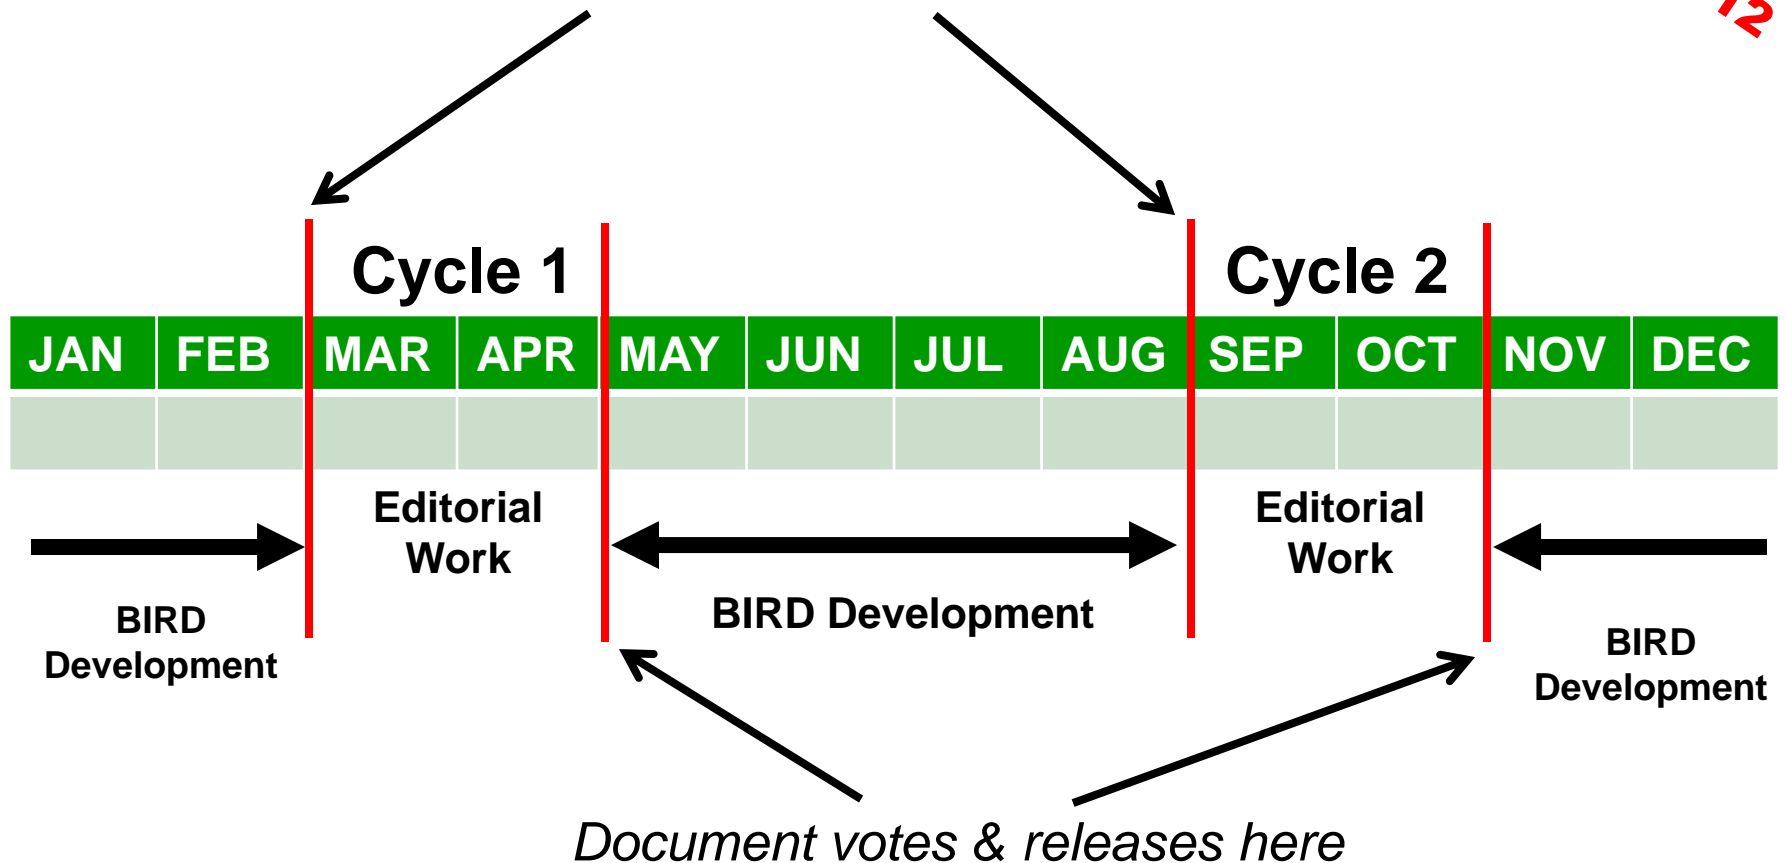 12
Cycle 1
Cycle 2
JAN FEB MAR APR MAY JUN JUL AUG SEP OCT NOV DEC
Editorial
Work
Editorial
Work
BIRD
Development
BIRD Development
BIRD
Development
Document votes & releases here